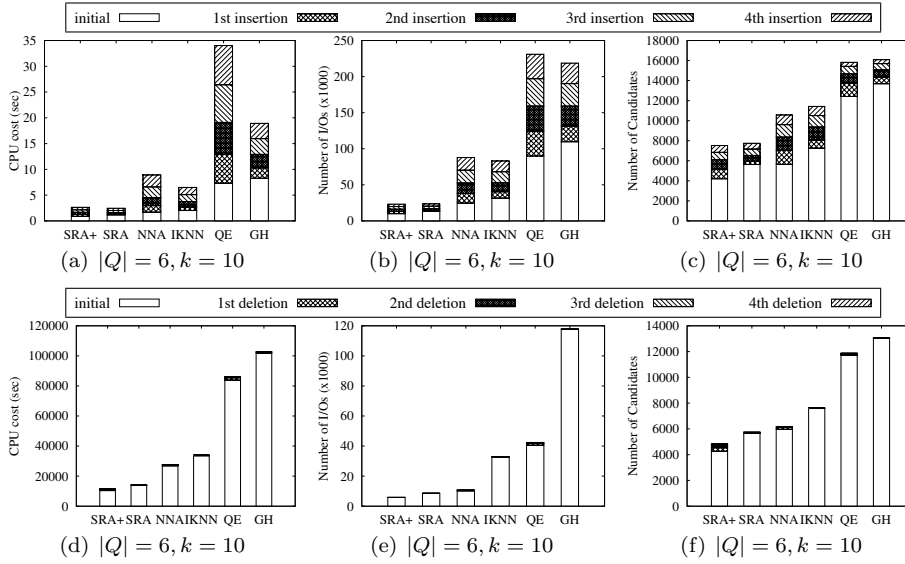 initial 1st insertion 2nd insertion 3rd insertion 4th insertion
CPU cost (sec)
35
30
25
20
15
10
5
0
SRA+ SRA NNA IKNN QE GH
(a) |Q| = 6, k = 10
Number of I/Os (x1000)
250
200
150
100
50
0
SRA+ SRA NNA IKNN QE GH
(b) |Q| = 6, k = 10
Number of Candidates
18000
16000
14000
12000
10000
8000
6000
4000
2000
0
SRA+ SRA NNA IKNN QE GH
(c) |Q| = 6, k = 10
initial 1st deletion 2nd deletion 3rd deletion 4th deletion
CPU cost (sec)
120000
100000
80000
60000
40000
20000
0
SRA+ SRA NNA IKNN QE GH
(d) |Q| = 6, k = 10
Number of I/Os (x1000)
120
100
80
60
40
20
0
SRA+ SRA NNA IKNN QE GH
(e) |Q| = 6, k = 10
Number of Candidates
14000
12000
10000
8000
6000
4000
2000
0
SRA+ SRA NNA IKNN QE GH
(f) |Q| = 6, k = 10